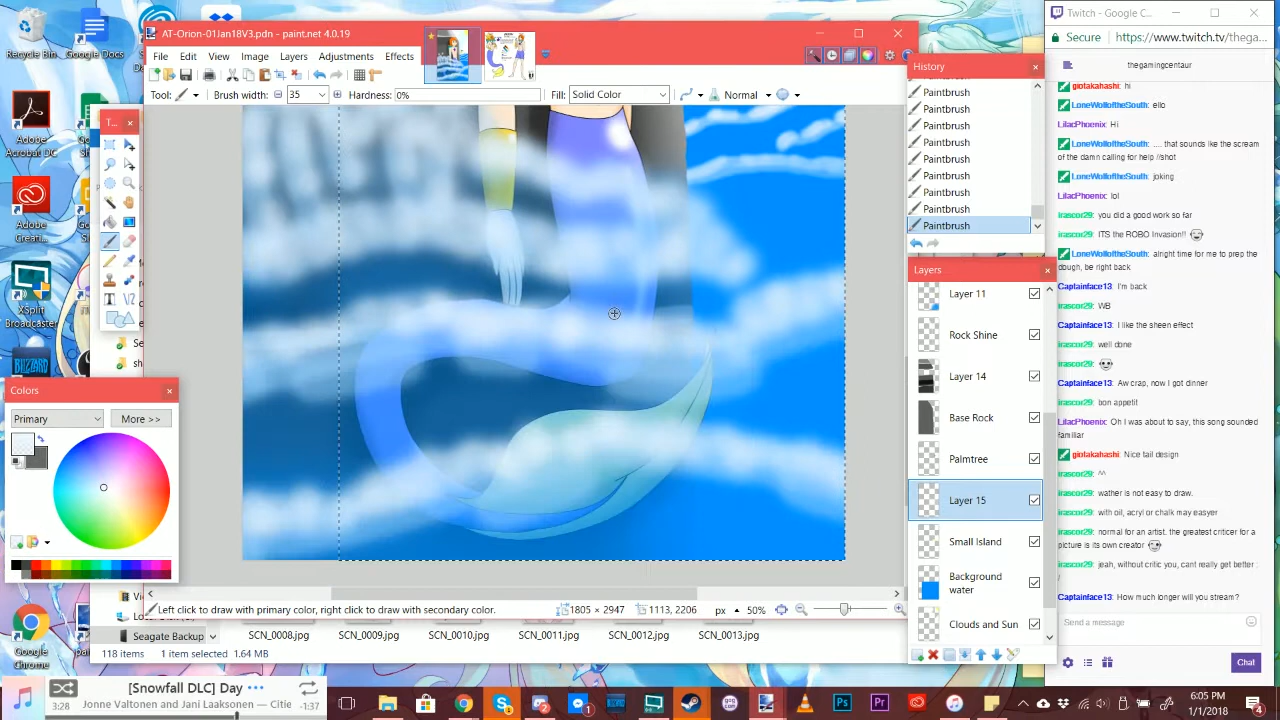 Recycle Bin
Google Docs
Adobe Acrobat DC
Adobe Creati...
XSplit Broadcaster
BLIZZARD
Google Chrome
AT-Orion-01Jan18V3.pdn - paint.net 4.0.19
File Edit View Image Layers Adjustments Effects
Tool: Brush width: 35 Hardness: 0% Fill: Solid Color Normal
T...
Colors
Primary More >>
History
Paintbrush
Paintbrush
Paintbrush
Paintbrush
Paintbrush
Paintbrush
Paintbrush
Paintbrush
Paintbrush
Layers
Layer 11
Rock Shine
Layer 14
Base Rock
Palmtree
Layer 15
Small Island
Background water
Clouds and Sun
Left click to draw with primary color, right click to draw with secondary color. 1805 × 2947 1113, 2206 px 50%
Seagate Backup
SCN_0008.jpg SCN_0009.jpg SCN_0010.jpg SCN_0011.jpg SCN_0012.jpg SCN_0013.jpg
118 items 1 item selected 1.64 MB
[Snowfall DLC] Day •••
3:28 Jonne Valtonen and Jani Laaksonen — Citie -1:37
Twitch - Google C...
Secure https://www.twitch.tv/thega...
thegamingcentaur
giotakahashi: hi
LoneWolfoftheSouth: ello
LilacPhoenix: Hi
LoneWolfoftheSouth: .... that sounds like the scream of the damn calling for help //shot
LoneWolfoftheSouth: joking
LilacPhoenix: lol
irascor29: you did a good work so far
irascor29: ITS the ROBO Invasion!!
LoneWolfoftheSouth: alright time for me to prep the dough, be right back
Captainface13: I'm back
irascor29: WB
Captainface13: I like the sheen effect
irascor29: well done
irascor29:
Captainface13: Aw crap, now I got dinner
irascor29: bon appetit
LilacPhoenix: Oh I was about to say, this song sounded familiar
giotakahashi: Nice tail design
irascor29: ^^
irascor29: wather is not easy to draw.
irascor29: with oil, acryl or chalk may easyer
irascor29: normal for an artist. the greatest criticer for a picture is its own creator
irascor29: jeah, without critic you, cant really get better : /
Captainface13: How much longer will you stream?
Send a message
Chat
6:05 PM
1/1/2018